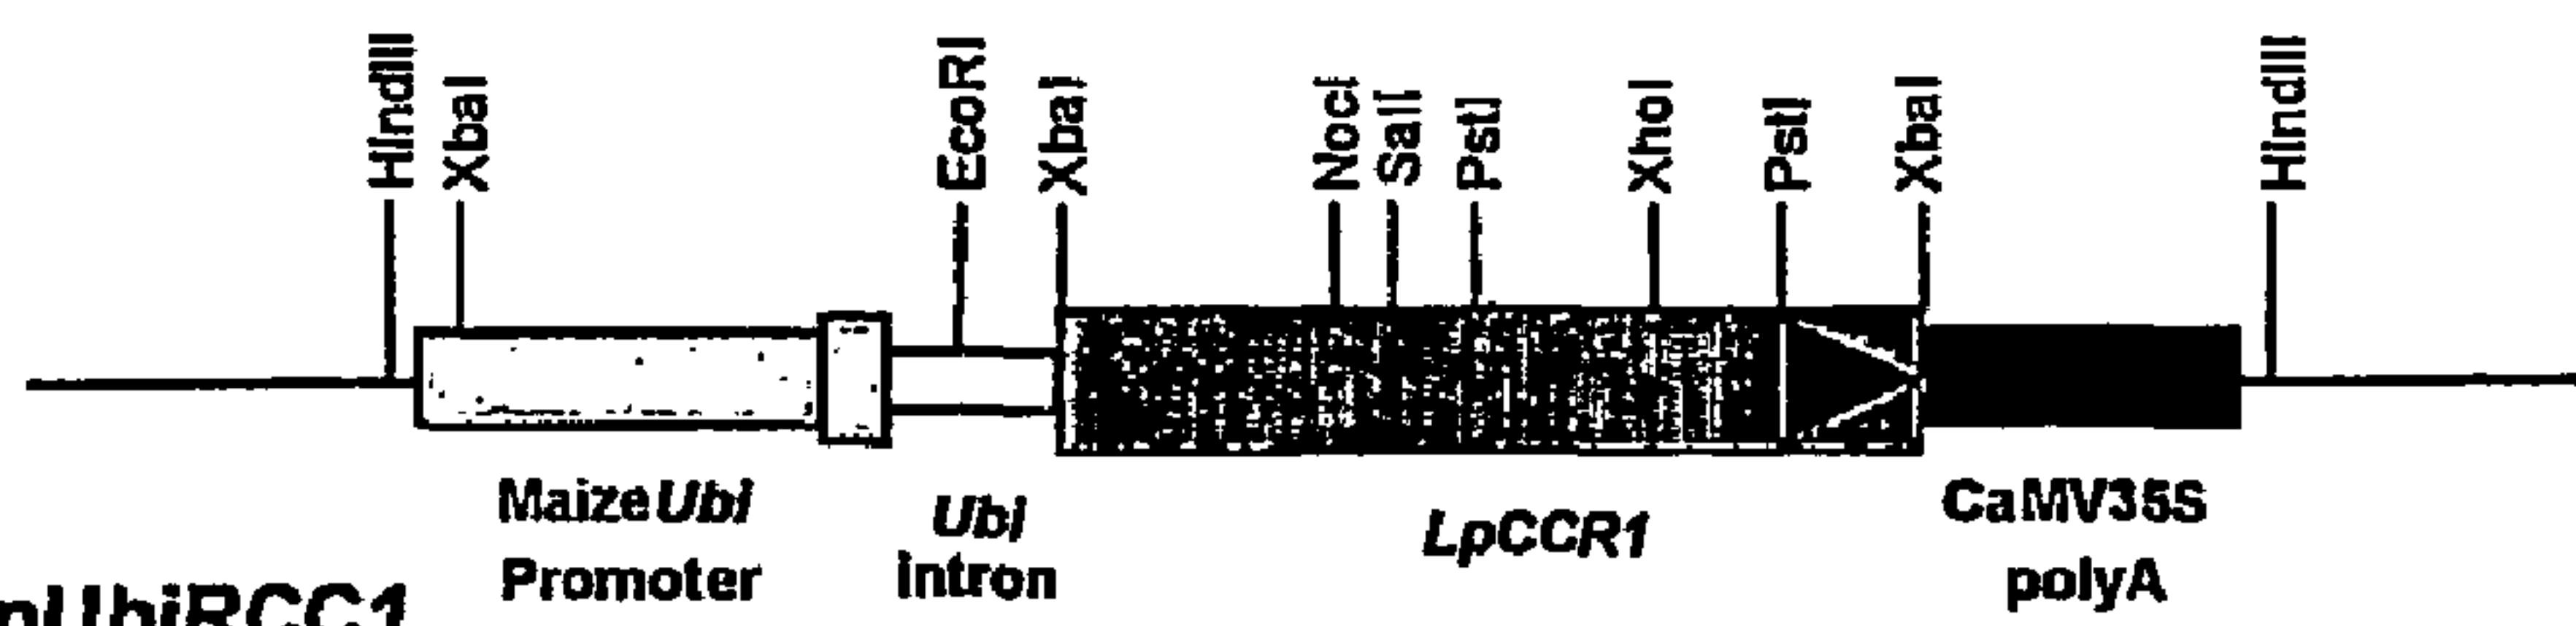 HindIII
XbaI
EcoRI
XbaI
NocI
SalI
PstI
XhoI
PstI
XbaI
HindIII
Maize Ubi
Promoter
Ubi
intron
LpCCR1
CaMV35S
polyA
pUbiRCC1